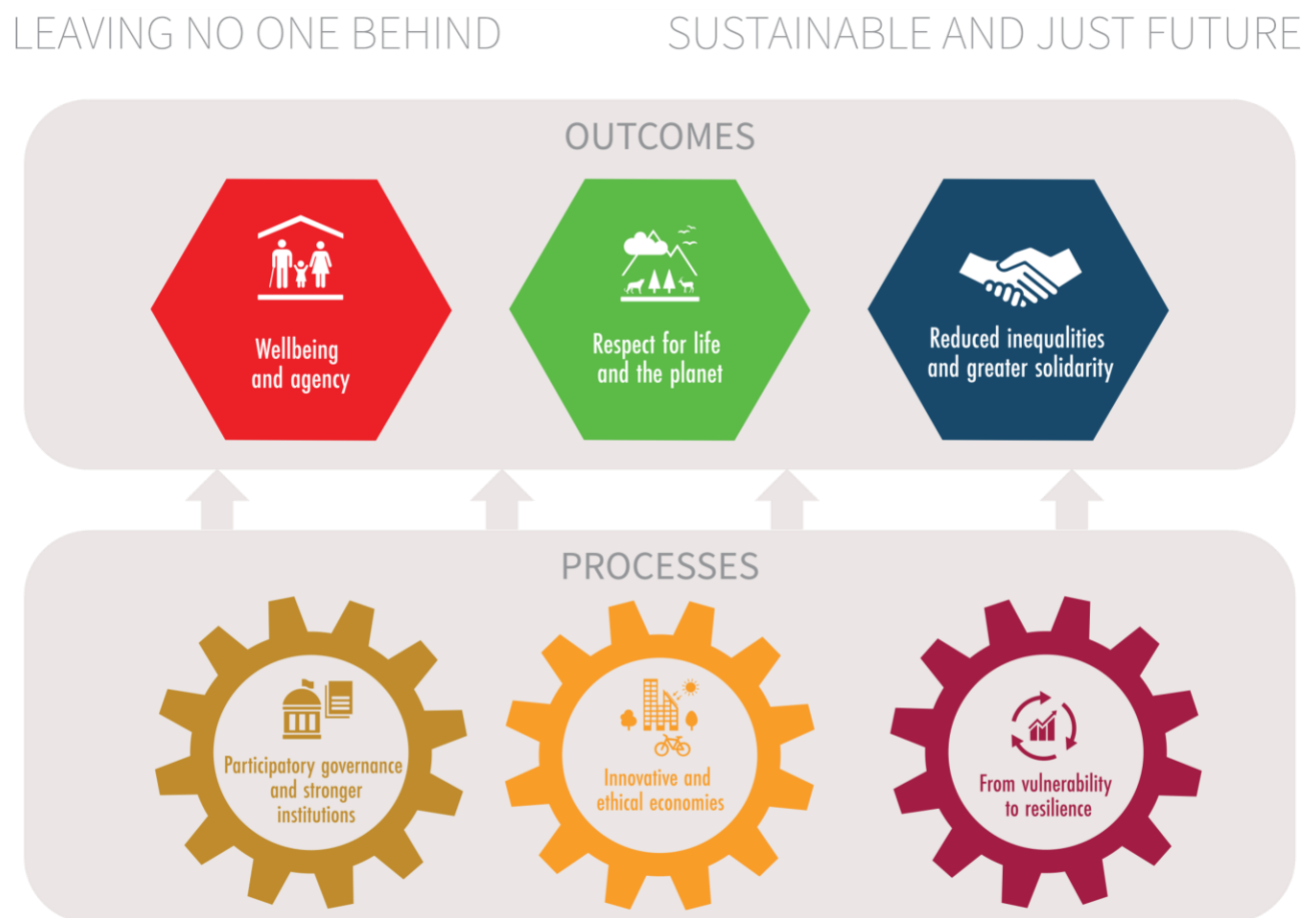 LEAVING NO ONE BEHIND
SUSTAINABLE AND JUST FUTURE
OUTCOMES
Wellbeing
and agency
Respect for life
and the planet
Reduced inequalities
and greater solidarity
PROCESSES
Participatory governance
and stronger
institutions
Innovative and
ethical economies
From vulnerability
to resilience